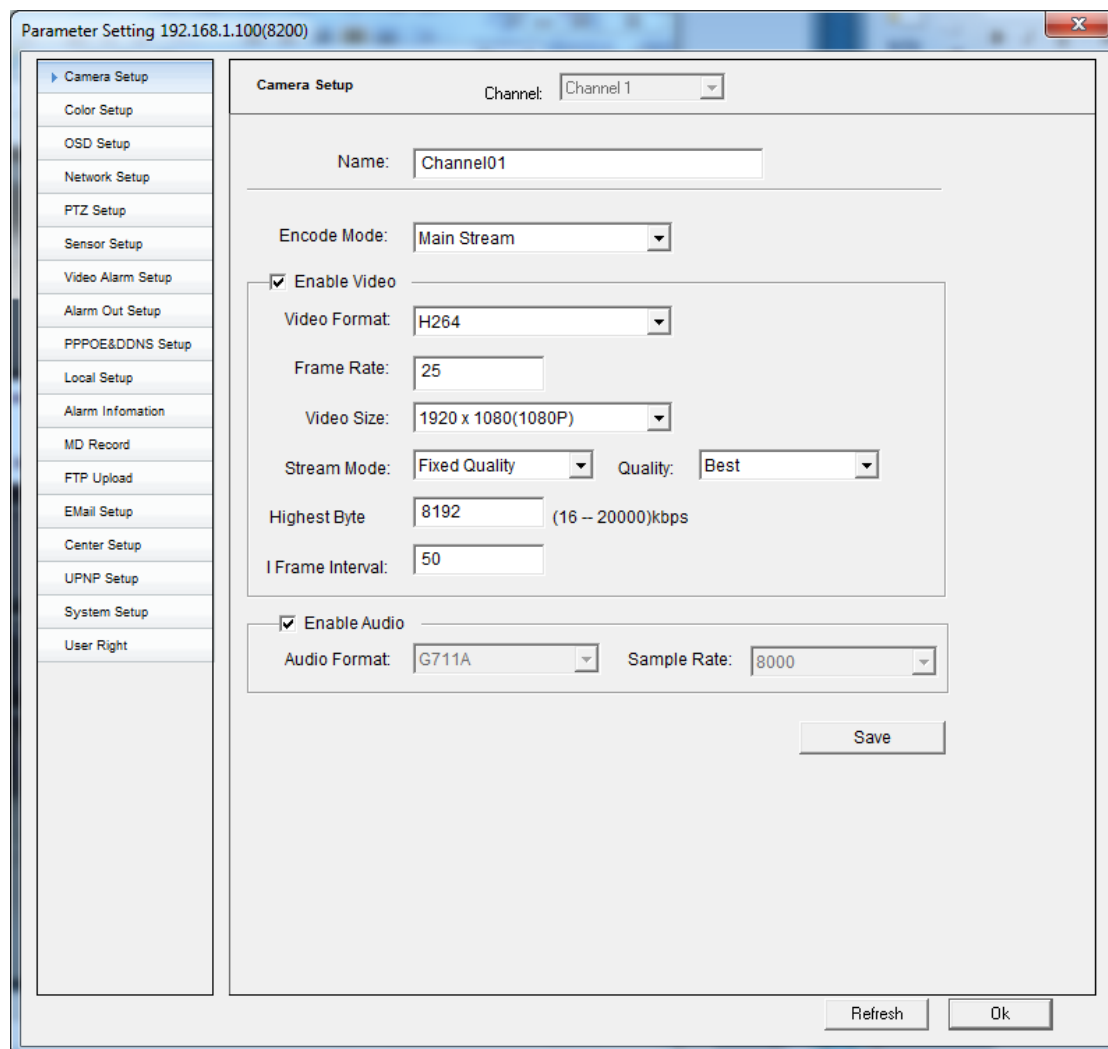 Parameter Setting 192.168.1.100(8200)
Camera Setup
Color Setup
OSD Setup
Network Setup
PTZ Setup
Sensor Setup
Video Alarm Setup
Alarm Out Setup
PPPOE&DDNS Setup
Local Setup
Alarm Infomation
MD Record
FTP Upload
EMail Setup
Center Setup
UPNP Setup
System Setup
User Right
Camera Setup Channel: Channel 1
Name: Channel01
Encode Mode: Main Stream
Enable Video
Video Format: H264
Frame Rate: 25
Video Size: 1920 x 1080(1080P)
Stream Mode: Fixed Quality Quality: Best
Highest Byte 8192 (16 -- 20000)kbps
I Frame Interval: 50
Enable Audio
Audio Format: G711A Sample Rate: 8000
Save
Refresh Ok